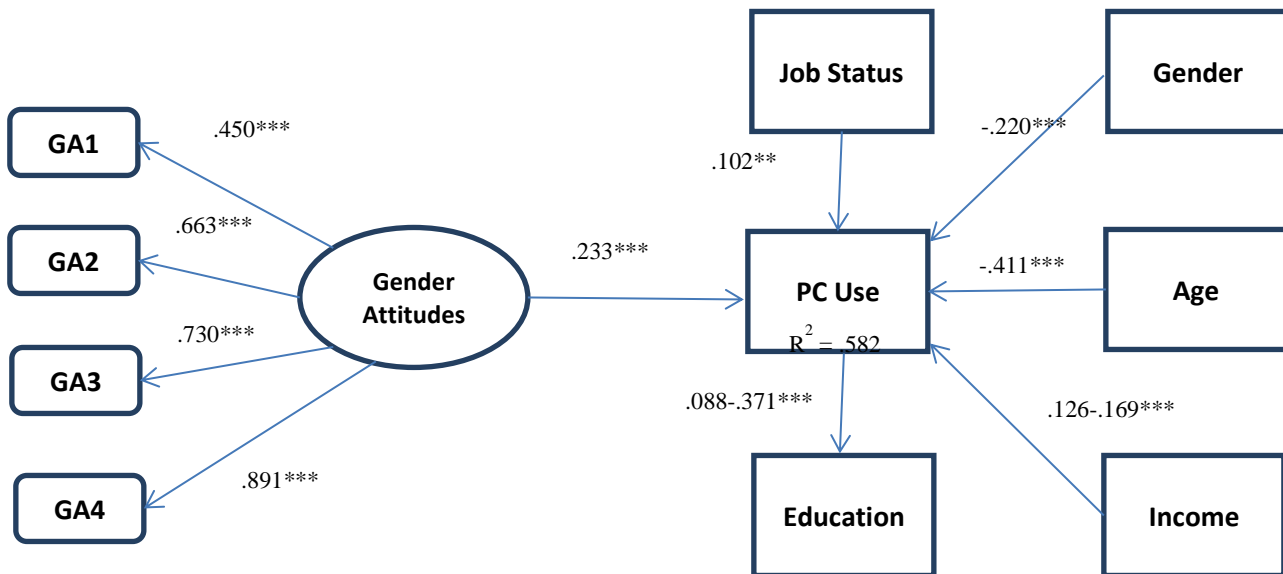 Job Status
Gender
GA1
.450***
-.220***
.102**
.663***
GA2
.233***
-.411***
Gender
Attitudes
PC Use
Age
R² = .582
.730***
GA3
.088-.371***
.126-.169***
.891***
GA4
Education
Income